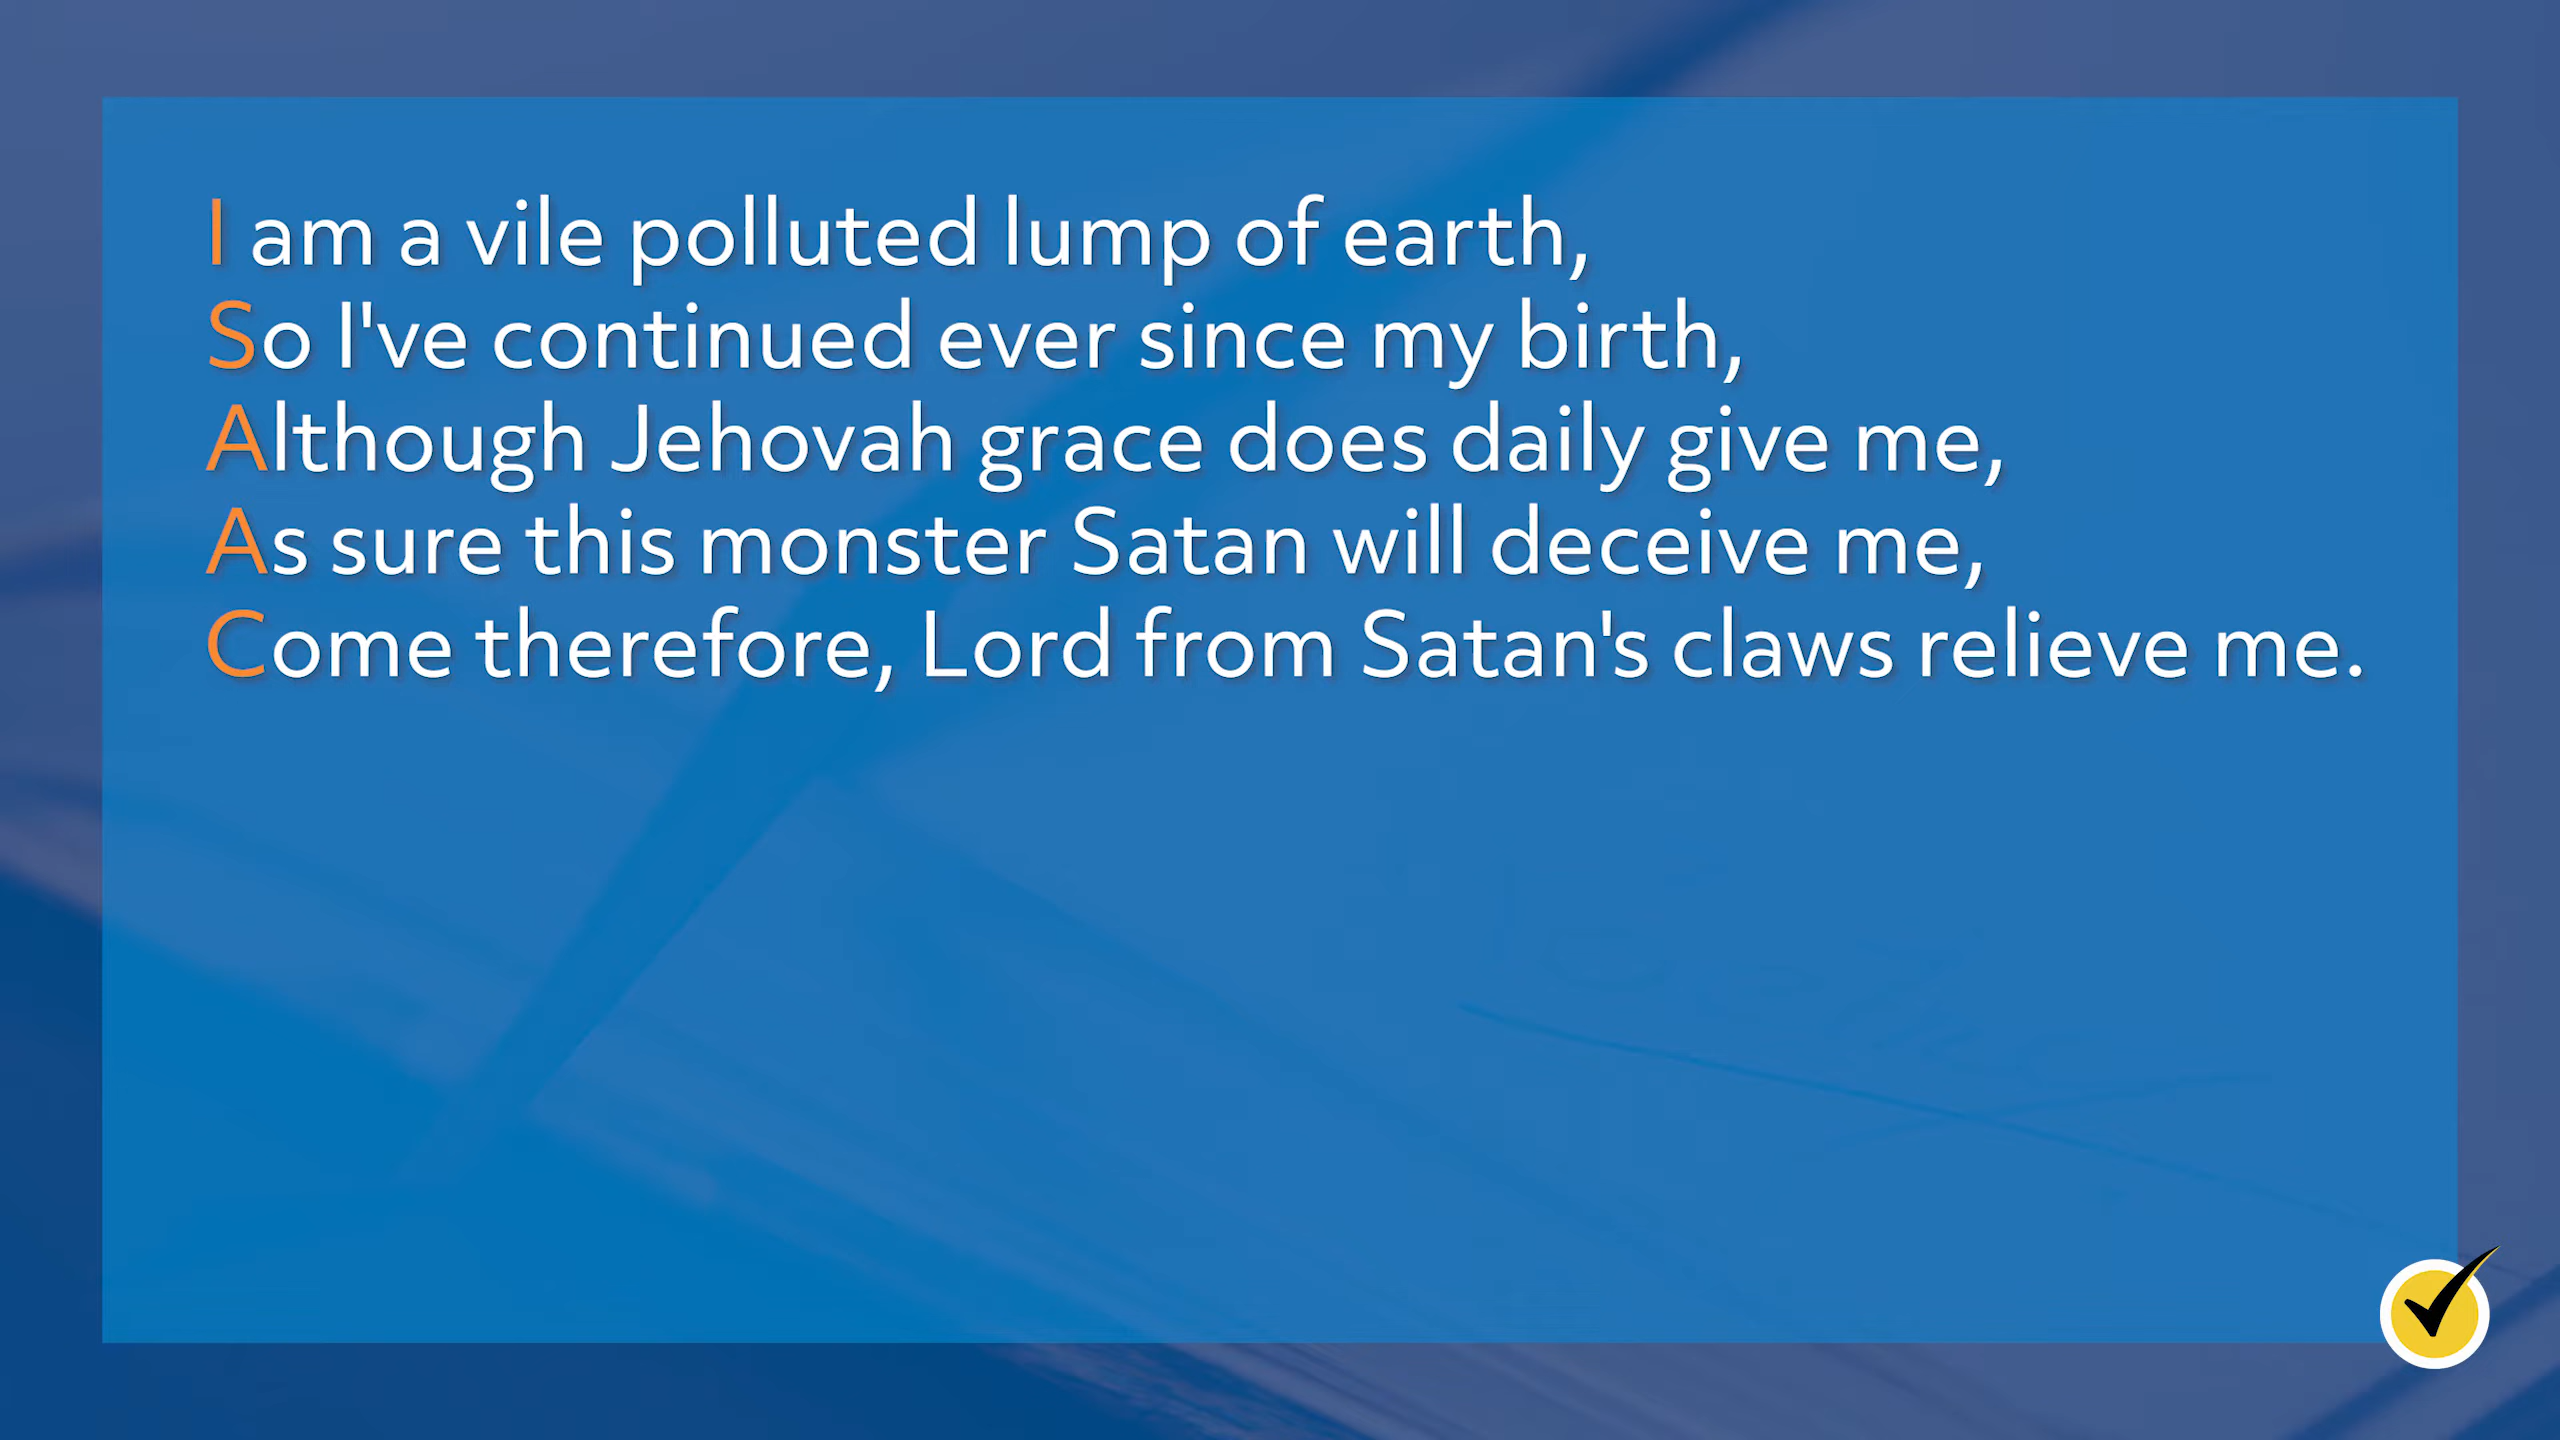 I am a vile polluted lump of earth,
So I've continued ever since my birth,
Although Jehovah grace does daily give me,
As sure this monster Satan will deceive me,
Come therefore, Lord from Satan's claws relieve me.